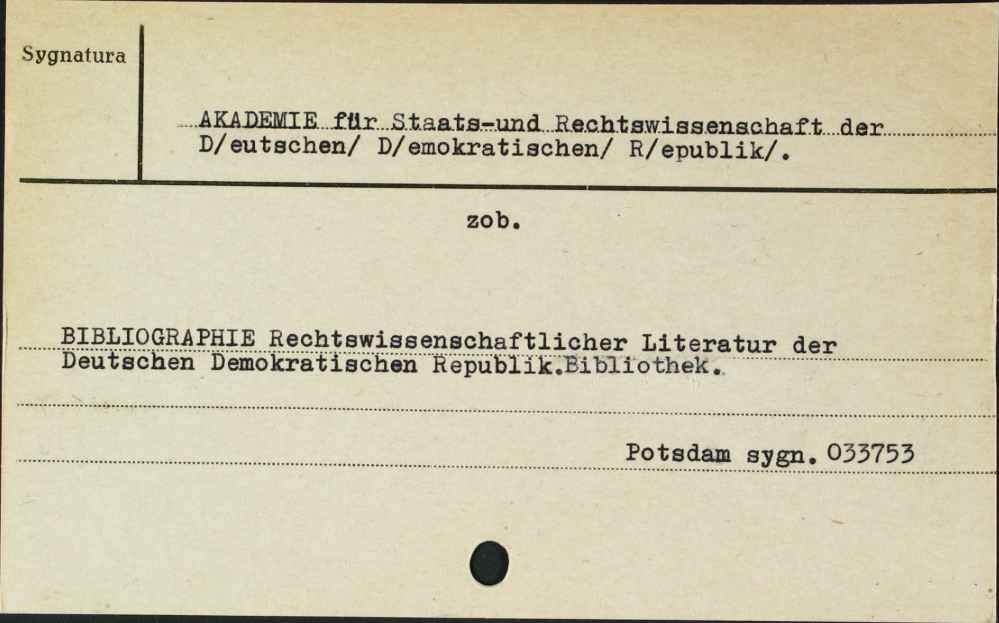 Sygnatura
AKADEMIE für Staats-und Rechtswissenschaft der
D/eutschen/ D/emokratischen/ R/epublik/.
zob.
BIBLIOGRAPHIE Rechtswissenschaftlicher Literatur der
Deutschen Demokratischen Republik.Bibliothek.
Potsdam sygn. 033753